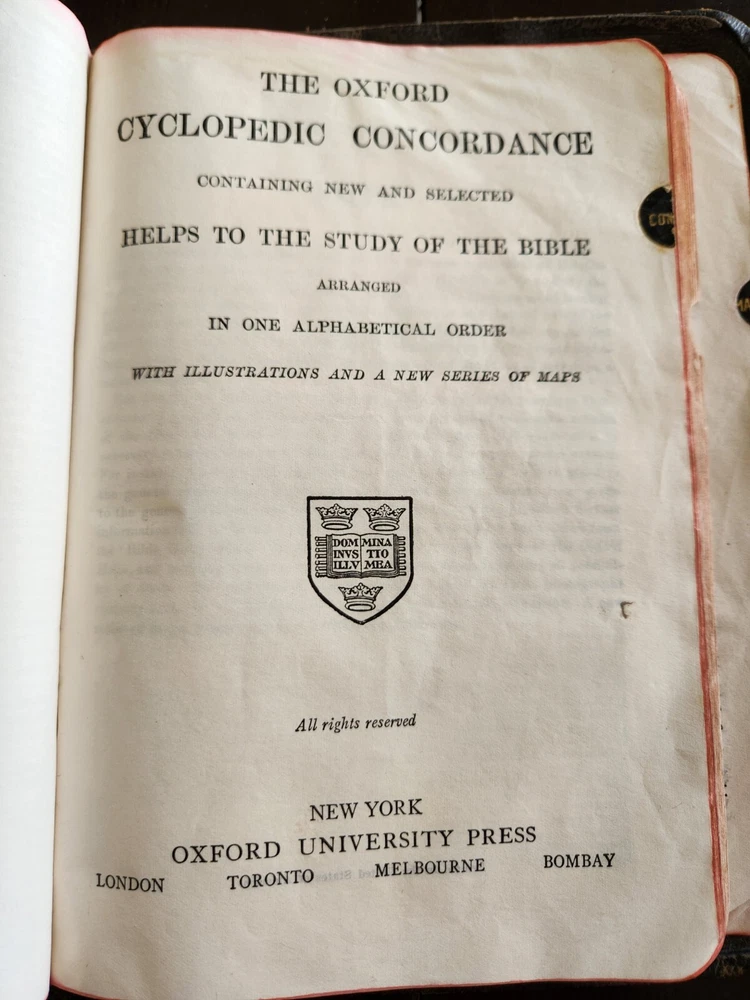 THE OXFORD
CYCLOPEDIC CONCORDANCE
CONTAINING NEW AND SELECTED
HELPS TO THE STUDY OF THE BIBLE
ARRANGED
IN ONE ALPHABETICAL ORDER
WITH ILLUSTRATIONS AND A NEW SERIES OF MAPS
DOM MINA
INVS TIO
ILLV MEA
All rights reserved
NEW YORK
OXFORD UNIVERSITY PRESS
LONDON TORONTO MELBOURNE BOMBAY